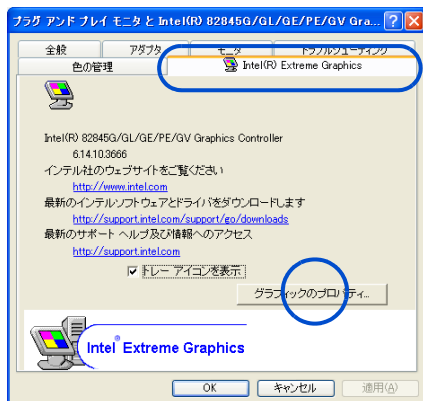 プラグ アンド プレイ モニタ と Intel(R) 82845G/GL/GE/PE/GV Gra...
全般
アダプタ
モニタ
トラブルシューティング
色の管理
Intel(R) Extreme Graphics
Intel(R) 82845G/GL/GE/PE/GV Graphics Controller
6.14.10.3666
インテル社のウェブサイトをご覧ください
http://www.intel.com
最新のインテルソフトウェアとドライバをダウンロードします
http://support.intel.com/support/go/downloads
最新のサポート ヘルプ及び情報へのアクセス
http://support.intel.com
トレー アイコンを表示
グラフィックのプロパティ...
Intel® Extreme Graphics
OK
キャンセル
適用(A)